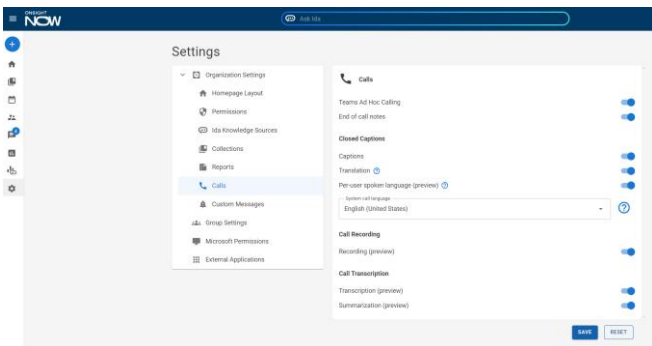 ONSIGHT
NOW
Ask Ida
Settings
Organization Settings
Homepage Layout
Permissions
Ida Knowledge Sources
Collections
Reports
Calls
Custom Messages
Group Settings
Microsoft Permissions
External Applications
Calls
Teams Ad Hoc Calling
End of call notes
Closed Captions
Captions
Translation
Per-user spoken language (preview)
System call language
English (United States)
Call Recording
Recording (preview)
Call Transcription
Transcription (preview)
Summarization (preview)
SAVE RESET